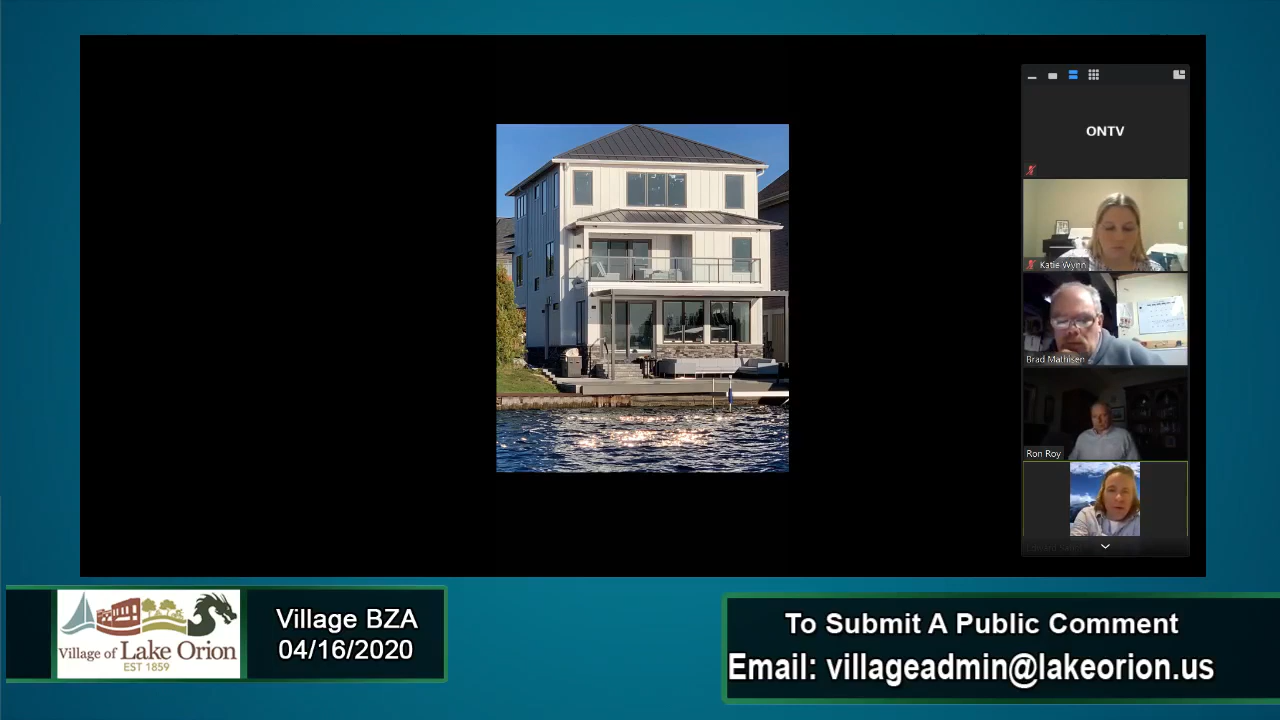 ONTV
Katie Wynn
Brad Mathisen
Ron Roy
Village of Lake Orion
EST 1859
Village BZA
04/16/2020
To Submit A Public Comment
Email: villageadmin@lakeorion.us